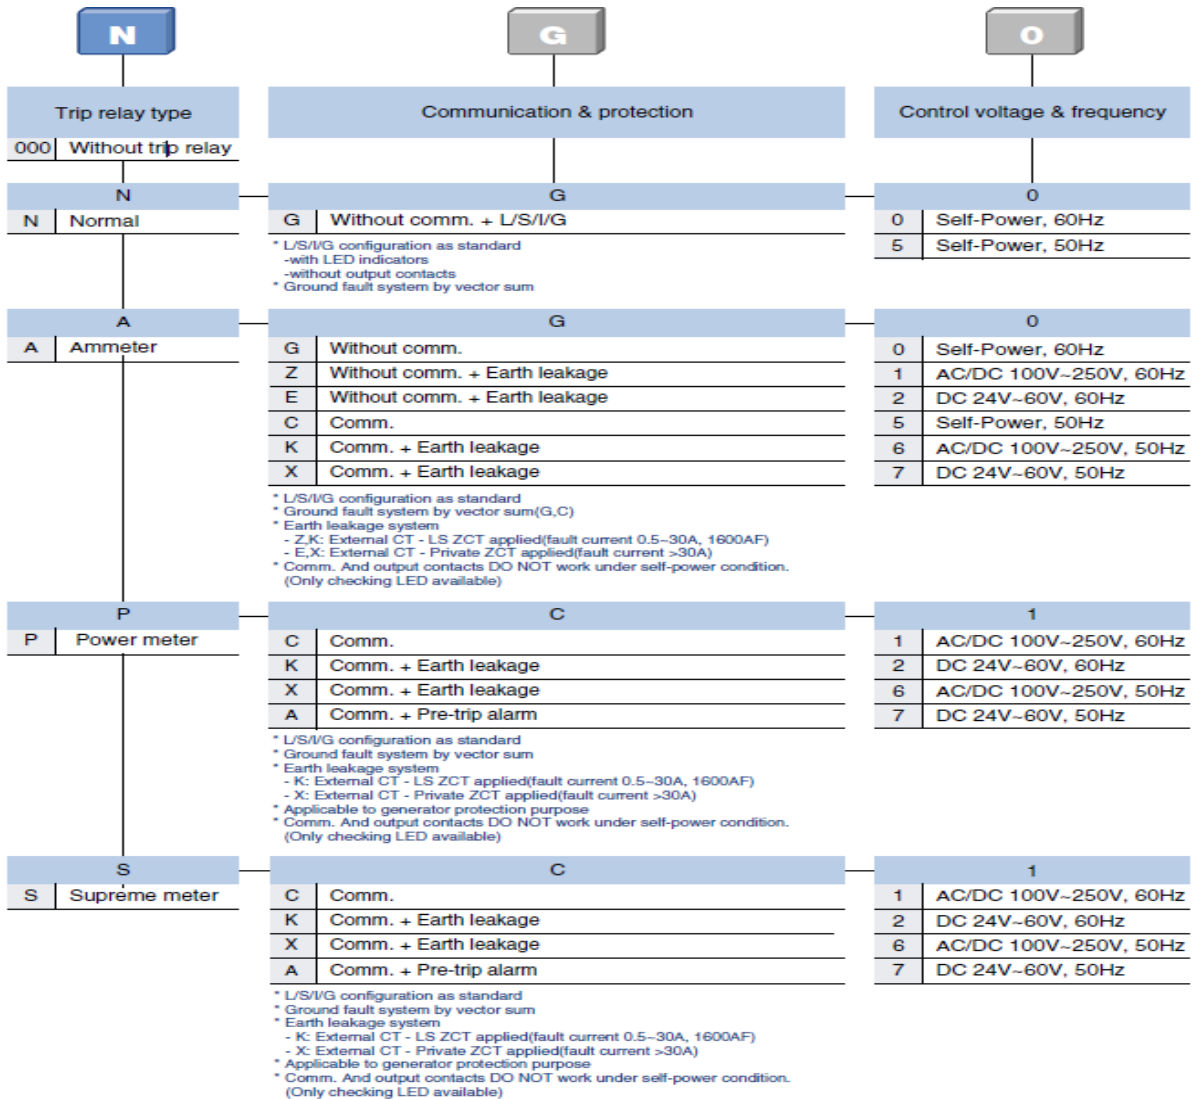 N G 0
Trip relay type Communication & protection Control voltage & frequency
000 Without trip relay
N G 0
N Normal G Without comm. + L/S/I/G 0 Self-Power, 60Hz
* L/S/I/G configuration as standard 5 Self-Power, 50Hz
-with LED indicators
-without output contacts
* Ground fault system by vector sum
A G 0
A Ammeter G Without comm. 0 Self-Power, 60Hz
Z Without comm. + Earth leakage 1 AC/DC 100V~250V, 60Hz
E Without comm. + Earth leakage 2 DC 24V~60V, 60Hz
C Comm. 5 Self-Power, 50Hz
K Comm. + Earth leakage 6 AC/DC 100V~250V, 50Hz
X Comm. + Earth leakage 7 DC 24V~60V, 50Hz
* L/S/I/G configuration as standard
* Ground fault system by vector sum(G,C)
* Earth leakage system
- Z,K: External CT - LS ZCT applied(fault current 0.5~30A, 1600AF)
- E,X: External CT - Private ZCT applied(fault current >30A)
* Comm. And output contacts DO NOT work under self-power condition.
(Only checking LED available)
P C 1
P Power meter C Comm. 1 AC/DC 100V~250V, 60Hz
K Comm. + Earth leakage 2 DC 24V~60V, 60Hz
X Comm. + Earth leakage 6 AC/DC 100V~250V, 50Hz
A Comm. + Pre-trip alarm 7 DC 24V~60V, 50Hz
* L/S/I/G configuration as standard
* Ground fault system by vector sum
* Earth leakage system
- K: External CT - LS ZCT applied(fault current 0.5~30A, 1600AF)
- X: External CT - Private ZCT applied(fault current >30A)
* Applicable to generator protection purpose
* Comm. And output contacts DO NOT work under self-power condition.
(Only checking LED available)
S C 1
S Supreme meter C Comm. 1 AC/DC 100V~250V, 60Hz
K Comm. + Earth leakage 2 DC 24V~60V, 60Hz
X Comm. + Earth leakage 6 AC/DC 100V~250V, 50Hz
A Comm. + Pre-trip alarm 7 DC 24V~60V, 50Hz
* L/S/I/G configuration as standard
* Ground fault system by vector sum
* Earth leakage system
- K: External CT - LS ZCT applied(fault current 0.5~30A, 1600AF)
- X: External CT - Private ZCT applied(fault current >30A)
* Applicable to generator protection purpose
* Comm. And output contacts DO NOT work under self-power condition.
(Only checking LED available)